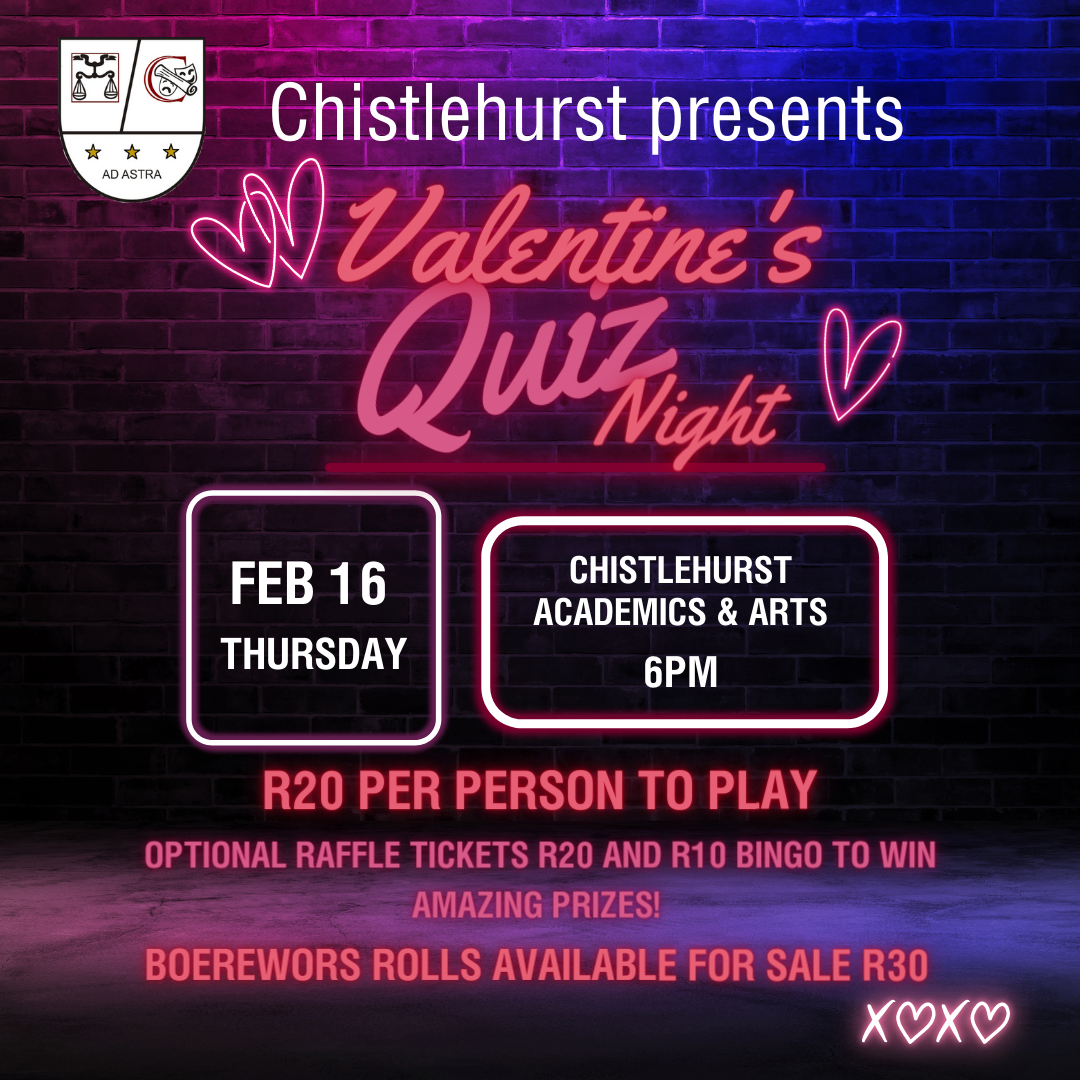 AD ASTRA
Chistlehurst presents
Valentine's
Quiz
Night
FEB 16
THURSDAY
CHISTLEHURST
ACADEMICS & ARTS
6PM
R20 PER PERSON TO PLAY
OPTIONAL RAFFLE TICKETS R20 AND R10 BINGO TO WIN
AMAZING PRIZES!
BOEREWORS ROLLS AVAILABLE FOR SALE R30
X♡X♡